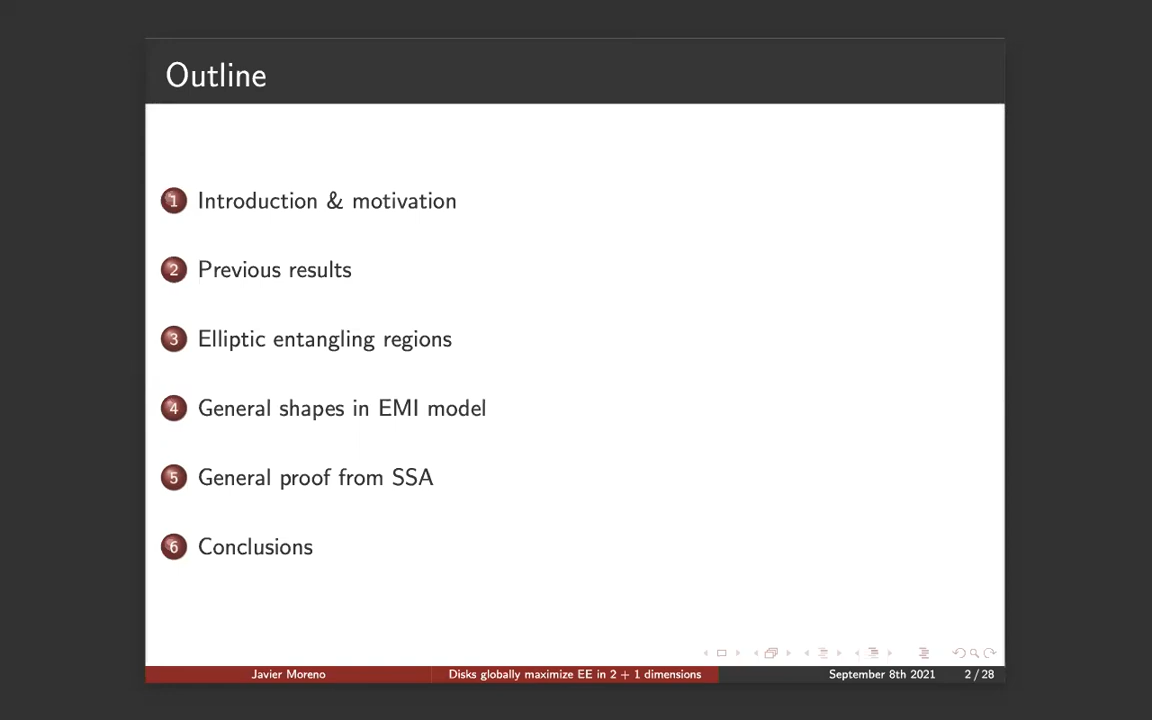 Outline
1 Introduction & motivation
2 Previous results
3 Elliptic entangling regions
4 General shapes in EMI model
5 General proof from SSA
6 Conclusions
Javier Moreno Disks globally maximize EE in 2 + 1 dimensions September 8th 2021 2 / 28